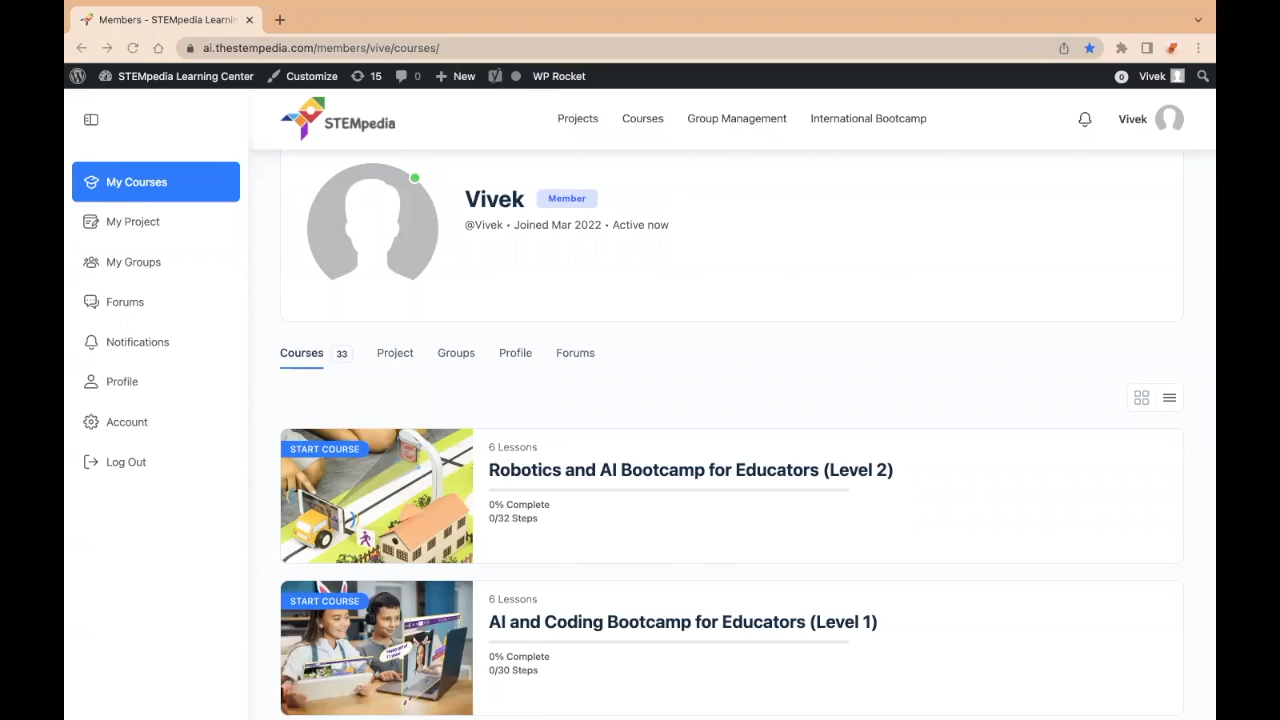 Members - STEMpedia Learnin
ai.thestempedia.com/members/vive/courses/
STEMpedia Learning Center Customize 15 0 New WP Rocket 0 Vivek
STEMpedia Projects Courses Group Management International Bootcamp Vivek
My Courses
My Project
My Groups
Forums
Notifications
Profile
Account
Log Out
Vivek Member
@Vivek • Joined Mar 2022 • Active now
Courses 33 Project Groups Profile Forums
START COURSE
6 Lessons
Robotics and AI Bootcamp for Educators (Level 2)
0% Complete
0/32 Steps
START COURSE
6 Lessons
AI and Coding Bootcamp for Educators (Level 1)
0% Complete
0/30 Steps